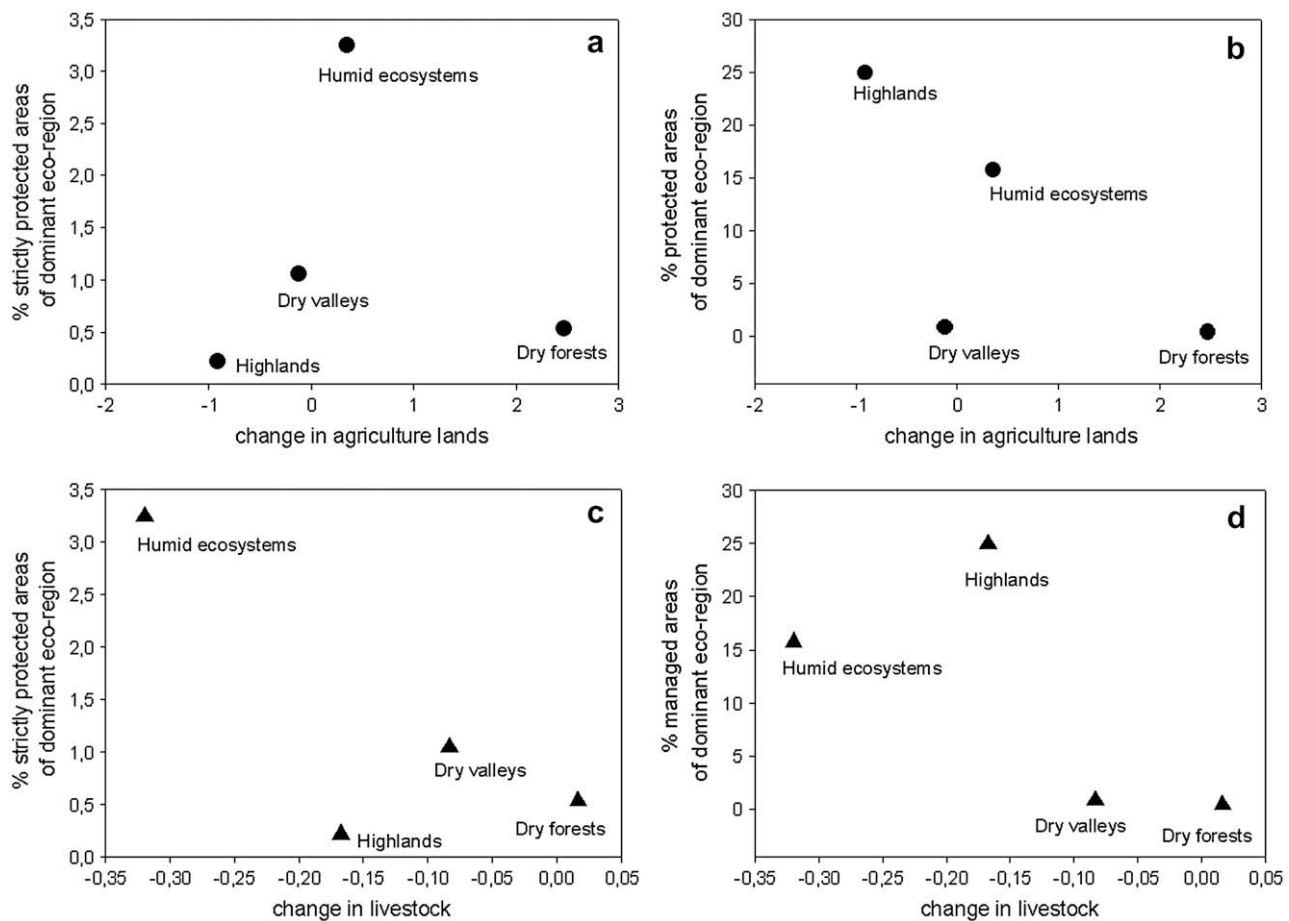 a
% strictly protected areas
of dominant eco-region
3,5
3,0
2,5
2,0
1,5
1,0
0,5
0,0
Humid ecosystems
Dry valleys
Dry forests
Highlands
-2 -1 0 1 2 3
change in agriculture lands
b
% protected areas
of dominant eco-region
30
25
20
15
10
5
0
Highlands
Humid ecosystems
Dry valleys
Dry forests
-2 -1 0 1 2 3
change in agriculture lands
c
% strictly protected areas
of dominant eco-region
3,5
3,0
2,5
2,0
1,5
1,0
0,5
0,0
Humid ecosystems
Dry valleys
Dry forests
Highlands
-0,35 -0,30 -0,25 -0,20 -0,15 -0,10 -0,05 0,00 0,05
change in livestock
d
% managed areas
of dominant eco-region
30
25
20
15
10
5
0
Highlands
Humid ecosystems
Dry valleys
Dry forests
-0,35 -0,30 -0,25 -0,20 -0,15 -0,10 -0,05 0,00 0,05
change in livestock